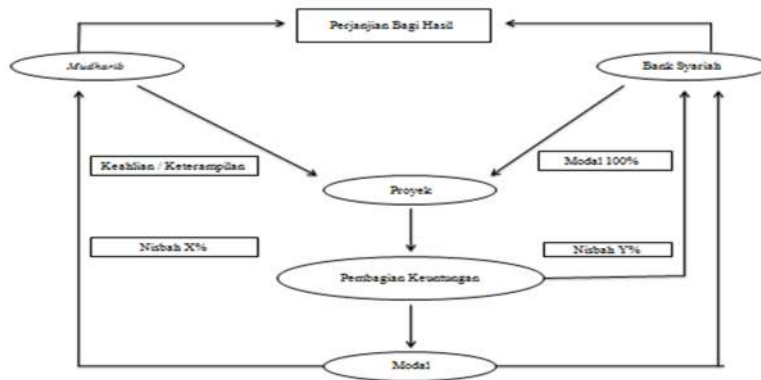 Perjanjian Bagi Hasil
Mudharib
Bank Syariah
Keahlian / Keterampilan
Modal 100%
Proyek
Nisbah X%
Nisbah Y%
Pembagian Keuntungan
Modal